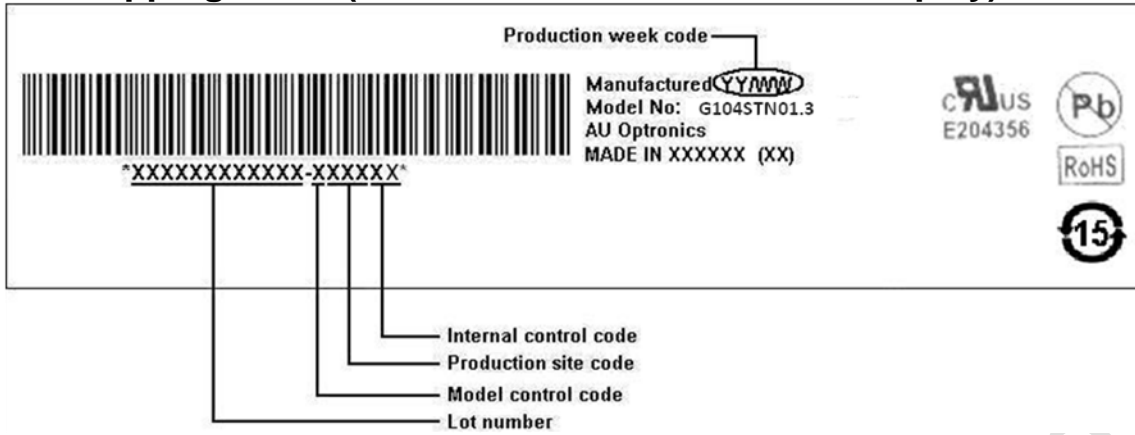 Production week code
Manufactured YY/WW
Model No: G104STN01.3
AU Optronics
MADE IN XXXXXX (XX)
*XXXXXXXXXXXX-XXXXXX*
C UR US
E204356
Pb
RoHS
15
Internal control code
Production site code
Model control code
Lot number